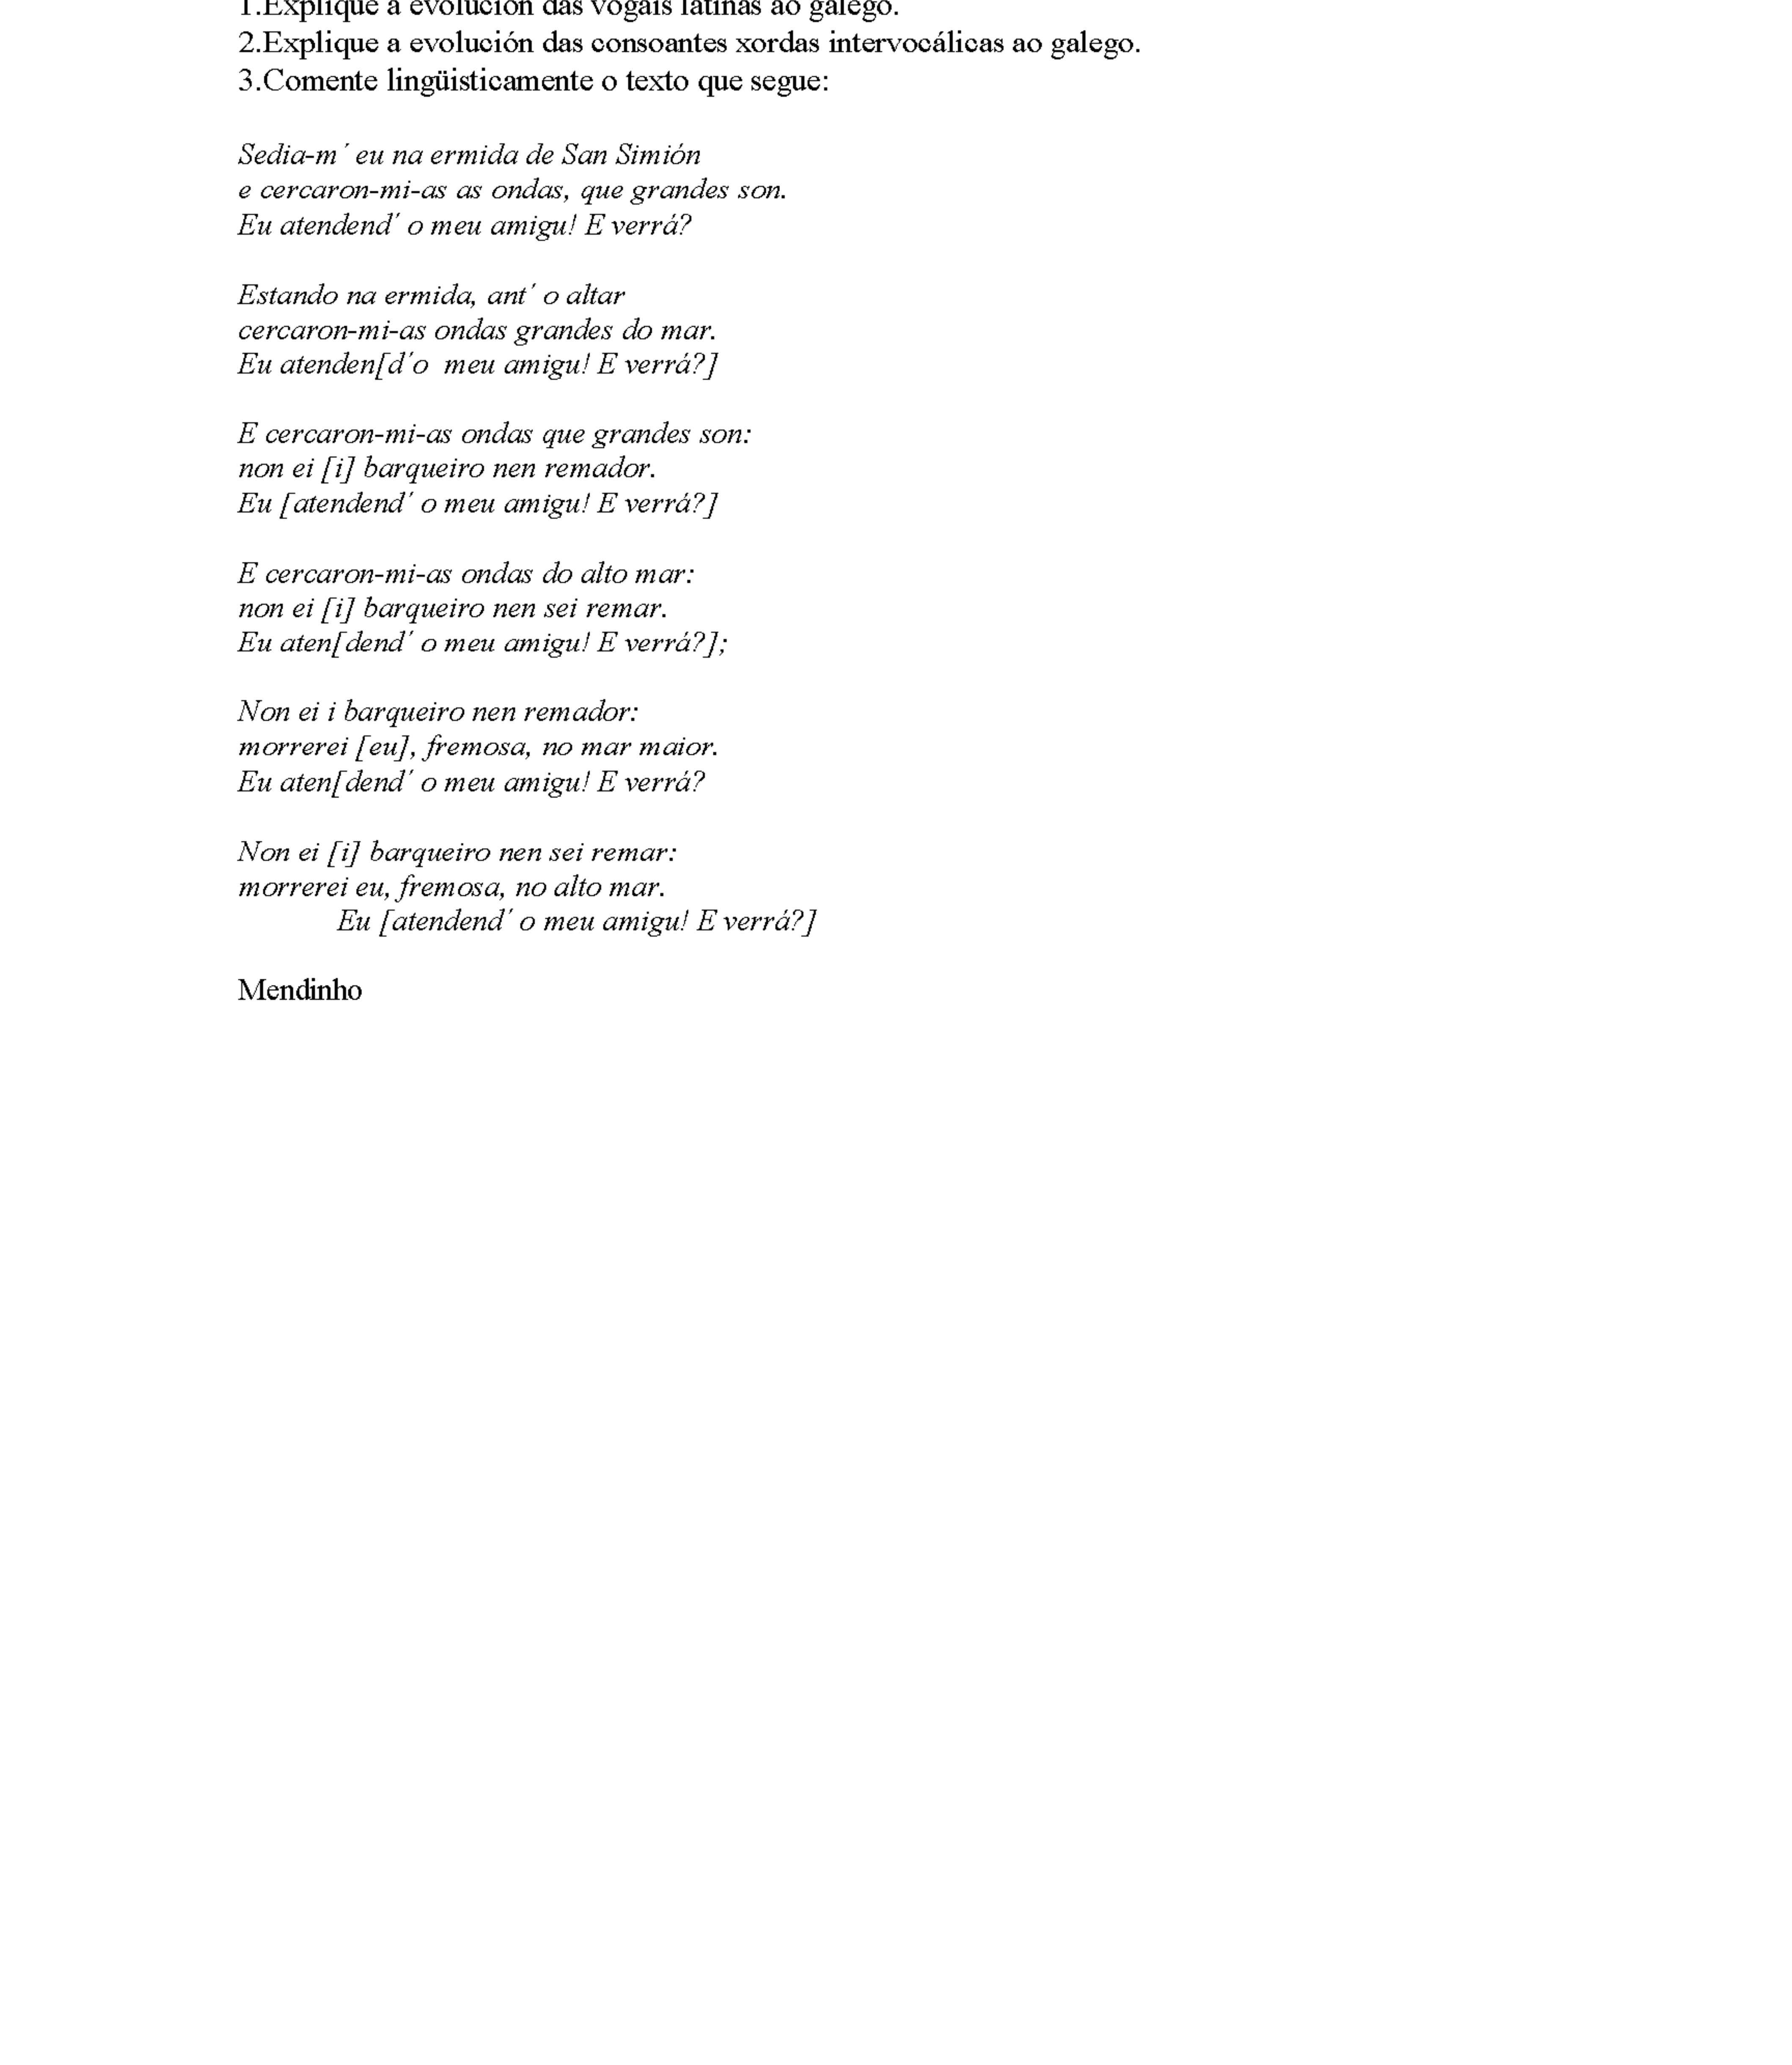 1.Explique a evolución das vogais latinas ao galego.
2.Explique a evolución das consoantes xordas intervocálicas ao galego.
3.Comente lingüisticamente o texto que segue:
Sedia-m´ eu na ermida de San Simión
e cercaron-mi-as as ondas, que grandes son.
Eu atendend´ o meu amigu! E verrá?
Estando na ermida, ant´ o altar
cercaron-mi-as ondas grandes do mar.
Eu atenden[d´o  meu amigu! E verrá?]
E cercaron-mi-as ondas que grandes son:
non ei [i] barqueiro nen remador.
Eu [atendend´ o meu amigu! E verrá?]
E cercaron-mi-as ondas do alto mar:
non ei [i] barqueiro nen sei remar.
Eu aten[dend´ o meu amigu! E verrá?];
Non ei i barqueiro nen remador:
morrerei [eu], fremosa, no mar maior.
Eu aten[dend´ o meu amigu! E verrá?
Non ei [i] barqueiro nen sei remar:
morrerei eu, fremosa, no alto mar.
Eu [atendend´ o meu amigu! E verrá?]
Mendinho